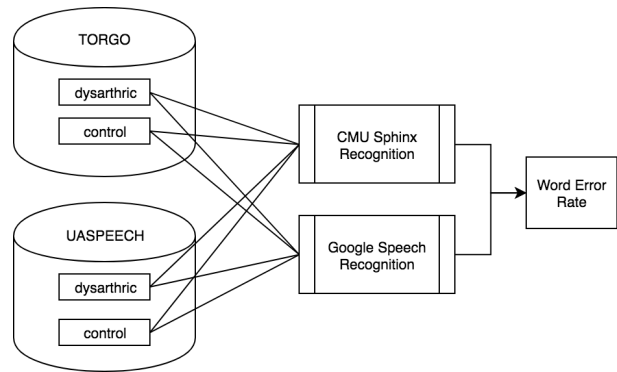 TORGO
dysarthric
control
UASPEECH
dysarthric
control
CMU Sphinx
Recognition
Google Speech
Recognition
Word Error
Rate